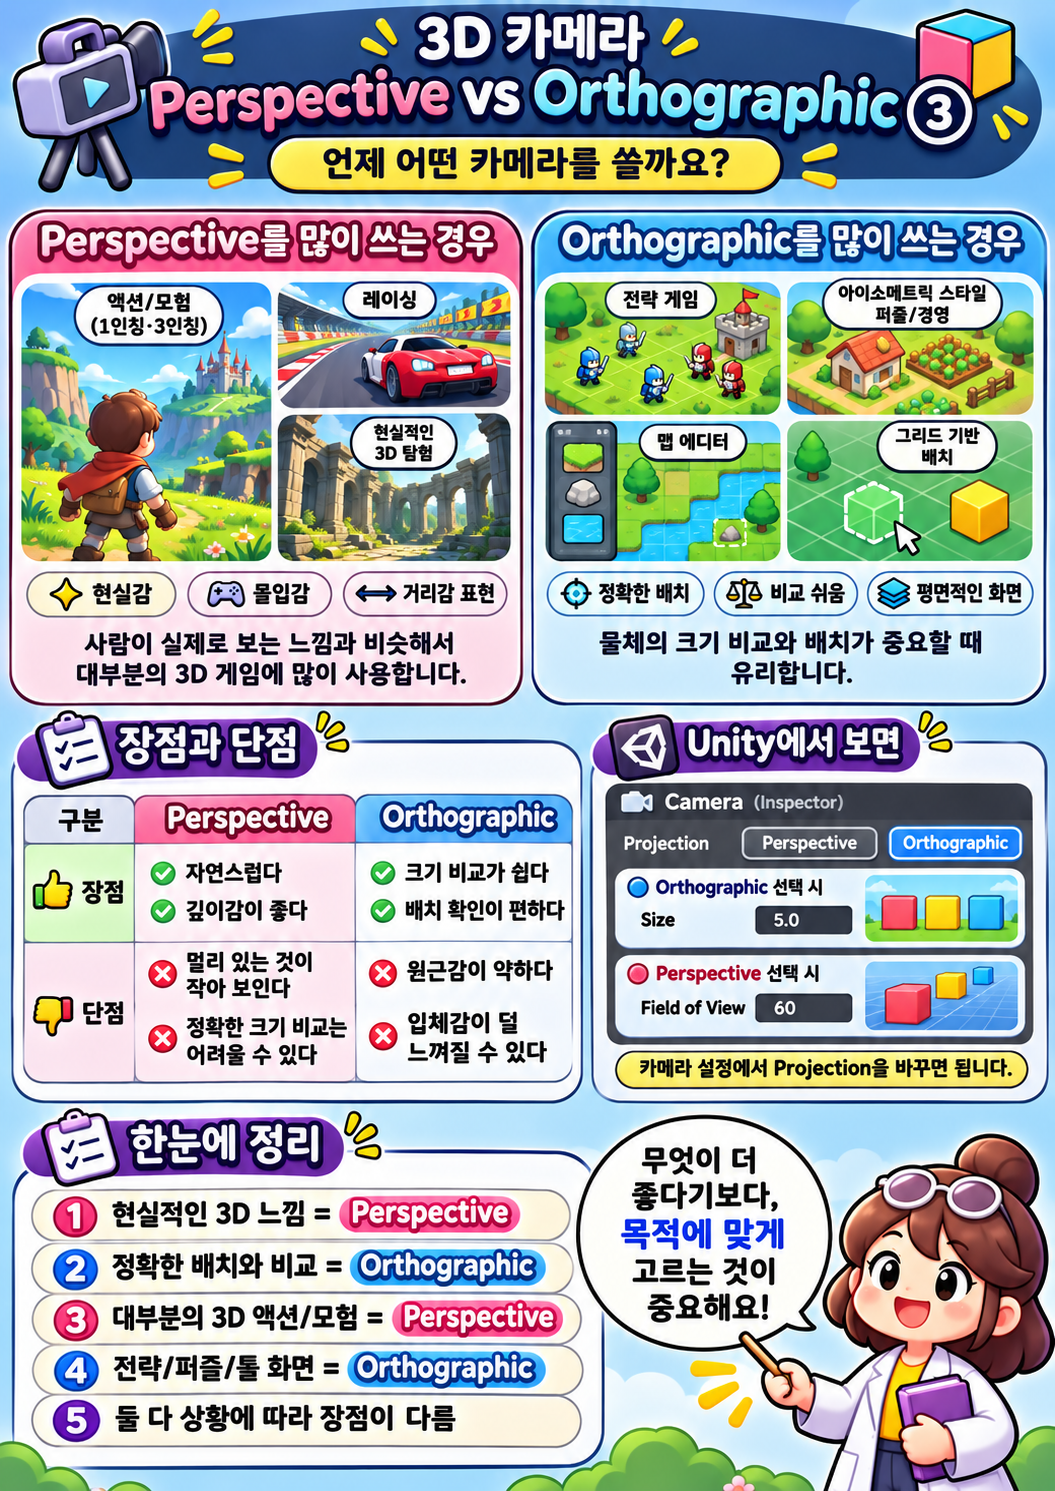 3D 카메라
Perspective vs Orthographic ③
언제 어떤 카메라를 쓸까요?
Perspective를 많이 쓰는 경우
액션/모험
(1인칭·3인칭)
레이싱
현실적인
3D 탐험
현실감
몰입감
거리감 표현
사람이 실제로 보는 느낌과 비슷해서
대부분의 3D 게임에 많이 사용합니다.
Orthographic를 많이 쓰는 경우
전략 게임
아이소메트릭 스타일
퍼줄/경영
맵 에디터
그리드 기반
배치
정확한 배치
비교 쉬움
평면적인 화면
물체의 크기 비교와 배치가 중요할 때
유리합니다.
장점과 단점
구분
Perspective
Orthographic
장점
자연스럽다
깊이감이 좋다
크기 비교가 쉽다
배치 확인이 편하다
단점
멀리 있는 것이
작아 보인다
정확한 크기 비교는
어려울 수 있다
원근감이 약하다
입체감이 덜
느껴질 수 있다
Unity에서 보면
Camera (Inspector)
Projection
Perspective
Orthographic
Orthographic 선택 시
Size
5.0
Perspective 선택 시
Field of View
60
카메라 설정에서 Projection을 바꾸면 됩니다.
한눈에 정리
1 현실적인 3D 느낌 = Perspective
2 정확한 배치와 비교 = Orthographic
3 대부분의 3D 액션/모험 = Perspective
4 전략/퍼즐/툴 화면 = Orthographic
5 둘 다 상황에 따라 장점이 다름
무엇이 더
좋다기보다,
목적에 맞게
고르는 것이
중요해요!